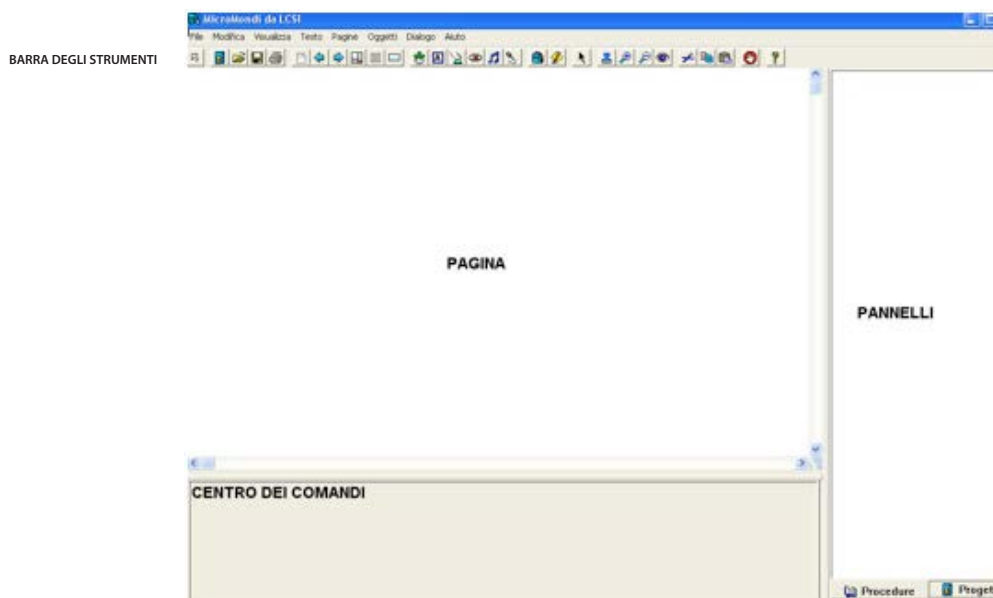 MicroMondi da LCSI
File Modifica Visualizza Testo Pagine Oggetti Dialogo Aiuto
BARRA DEGLI STRUMENTI
PAGINA
PANNELLI
CENTRO DEI COMANDI
Procedure Proget